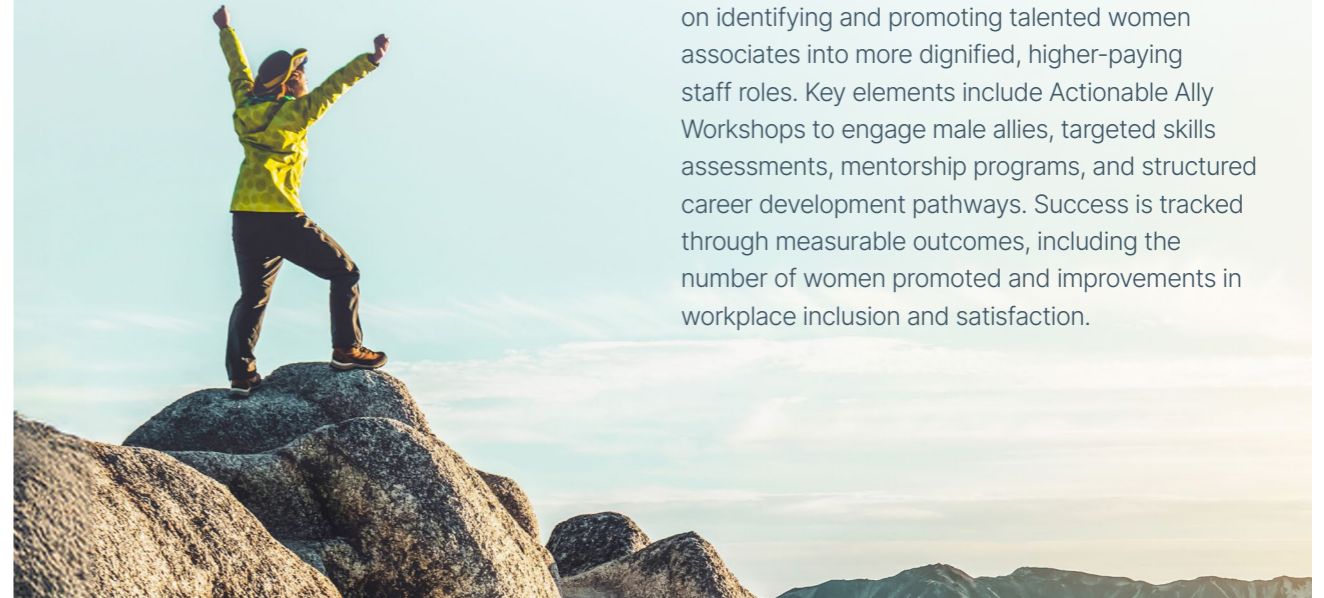 on identifying and promoting talented women
associates into more dignified, higher-paying
staff roles. Key elements include Actionable Ally
Workshops to engage male allies, targeted skills
assessments, mentorship programs, and structured
career development pathways. Success is tracked
through measurable outcomes, including the
number of women promoted and improvements in
workplace inclusion and satisfaction.